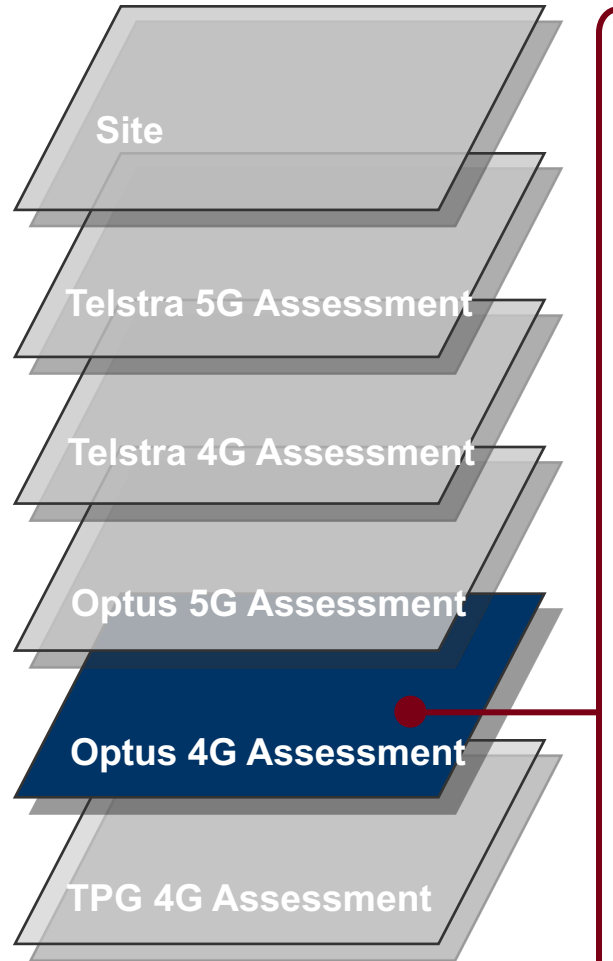 Site
Telstra 5G Assessment
Telstra 4G Assessment
Optus 5G Assessment
Optus 4G Assessment
TPG 4G Assessment